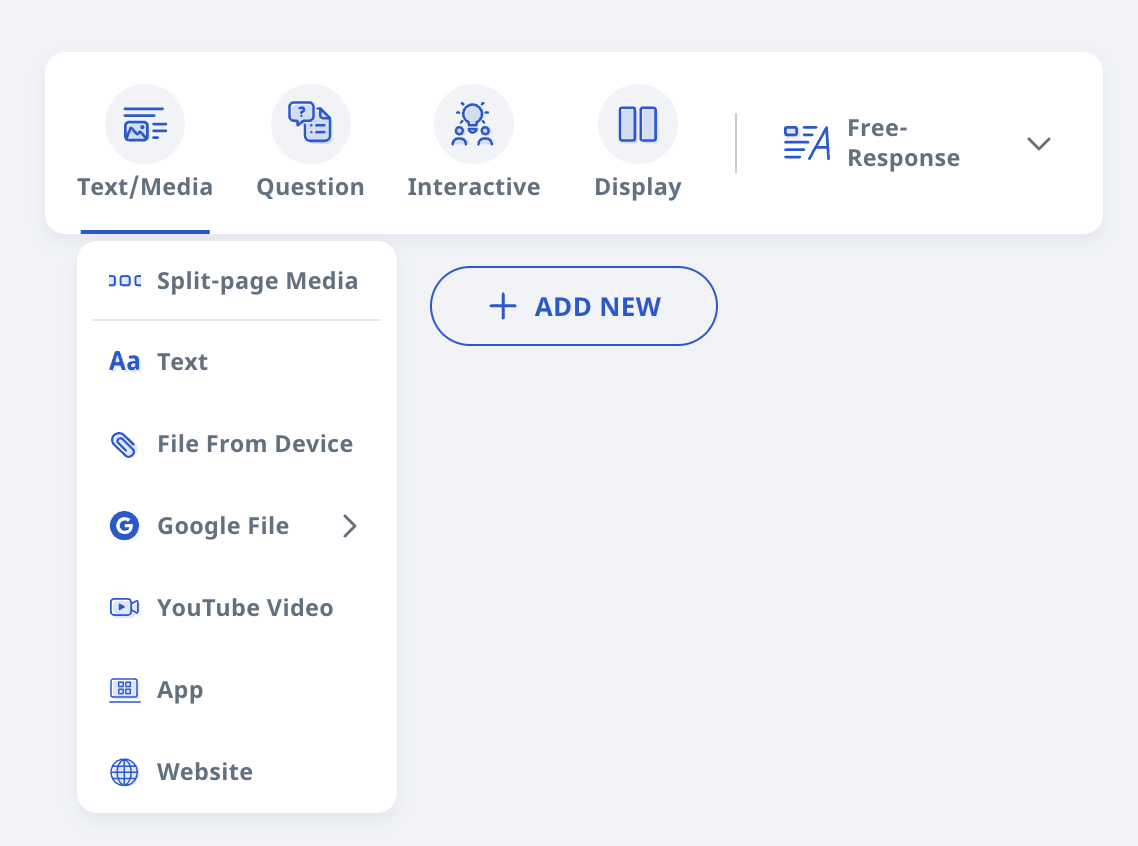 Text/Media
Question
Interactive
Display
Free-
Response
Split-page Media
Aa Text
File From Device
G Google File
YouTube Video
App
Website
ADD NEW